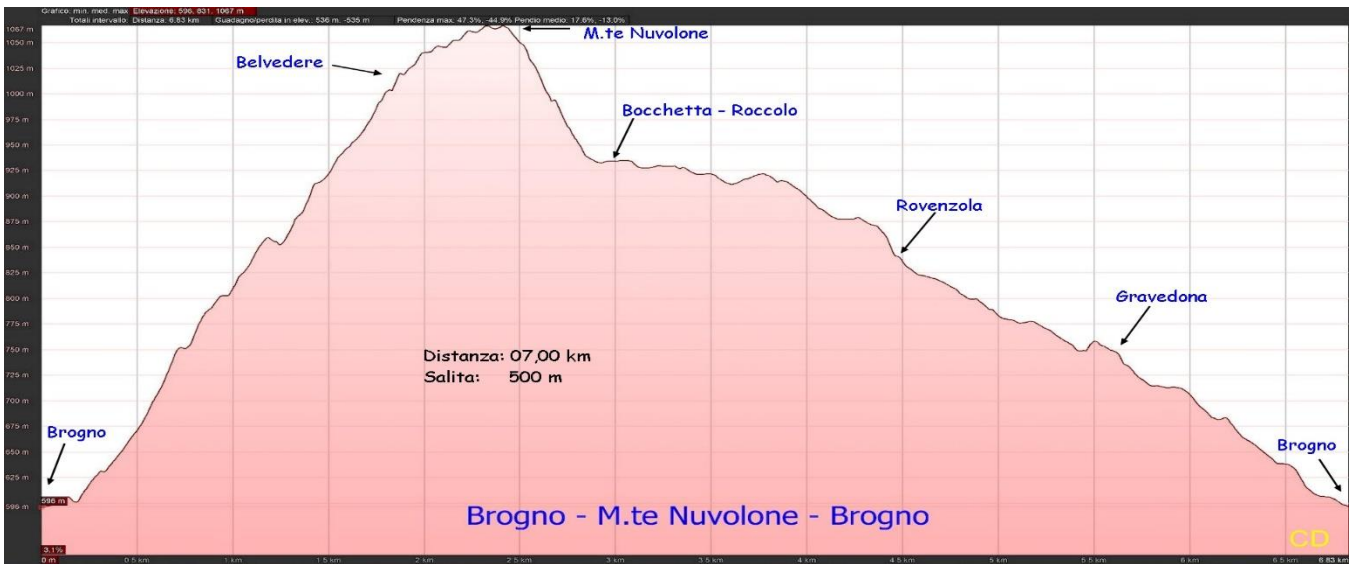 Grafico: min. med. max Elevazione: 596, 831, 1067 m
Totali intervallo: Distanza: 6.83 km Guadagno/perdita in elev.: 536 m, -535 m Pendenza max: 47.3%, -44.9% Pendio medio: 17.6%, -13.0%
1067 m
M.te Nuvolone
1050 m
Belvedere
1025 m
1000 m
Bocchetta - Roccolo
975 m
950 m
925 m
900 m
Rovenzola
875 m
850 m
825 m
800 m
Gravedona
775 m
750 m
Distanza: 07,00 km
725 m
Salita: 500 m
700 m
675 m
Brogno
Brogno
650 m
625 m
596 m
596 m
Brogno - M.te Nuvolone - Brogno
CD
3.1%
0 m 0.5 km 1 km 1.5 km 2 km 2.5 km 3 km 3.5 km 4 km 4.5 km 5 km 5.5 km 6 km 6.5 km 6.83 km